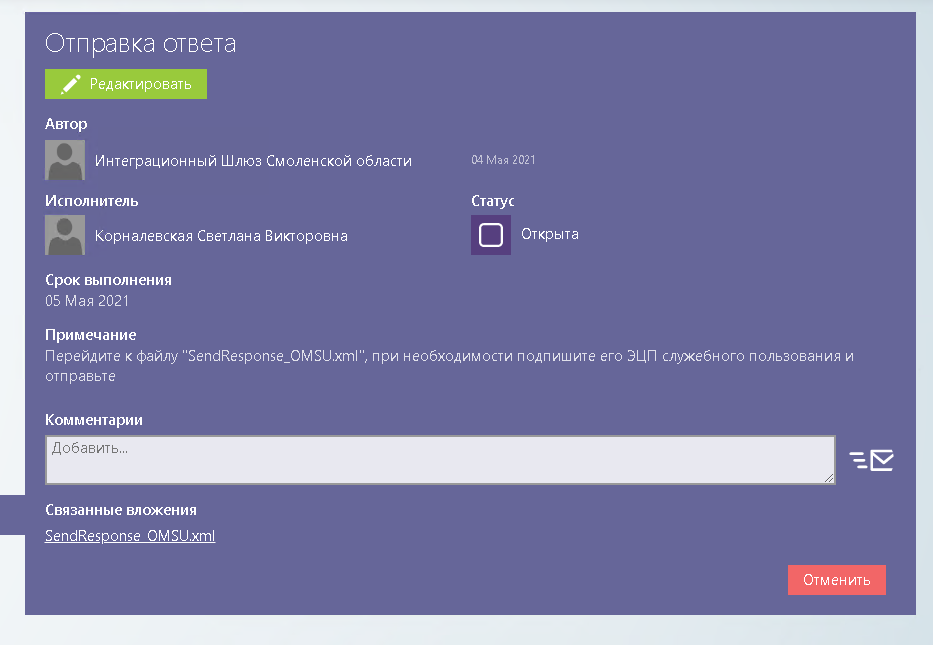 Отправка ответа
Редактировать
Автор
Интеграционный Шлюз Смоленской области
04 Мая 2021
Исполнитель
Статус
Корналевская Светлана Викторовна
Открыта
Срок выполнения
05 Мая 2021
Примечание
Перейдите к файлу "SendResponse_OMSU.xml", при необходимости подпишите его ЭЦП служебного пользования и
отправьте
Комментарии
Добавить...
Связанные вложения
SendResponse_OMSU.xml
Отменить